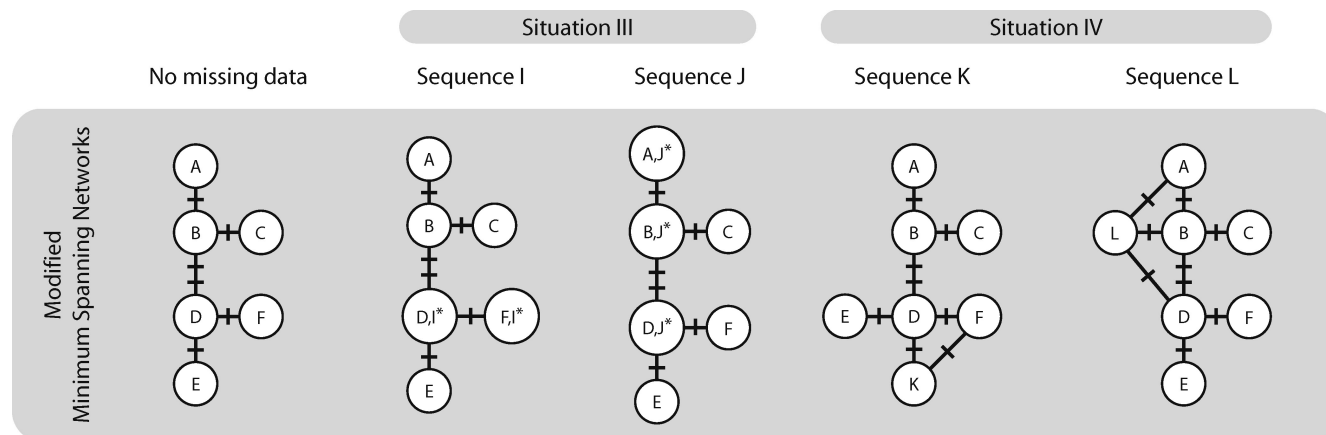 Situation III
Situation IV
No missing data
Sequence I
Sequence J
Sequence K
Sequence L
Modified
Minimum Spanning Networks
A
B
C
D
F
E
A
B
C
D,I*
F,I*
E
A,J*
B,J*
C
D,J*
F
E
A
B
C
E
D
F
K
A
L
B
C
D
F
E